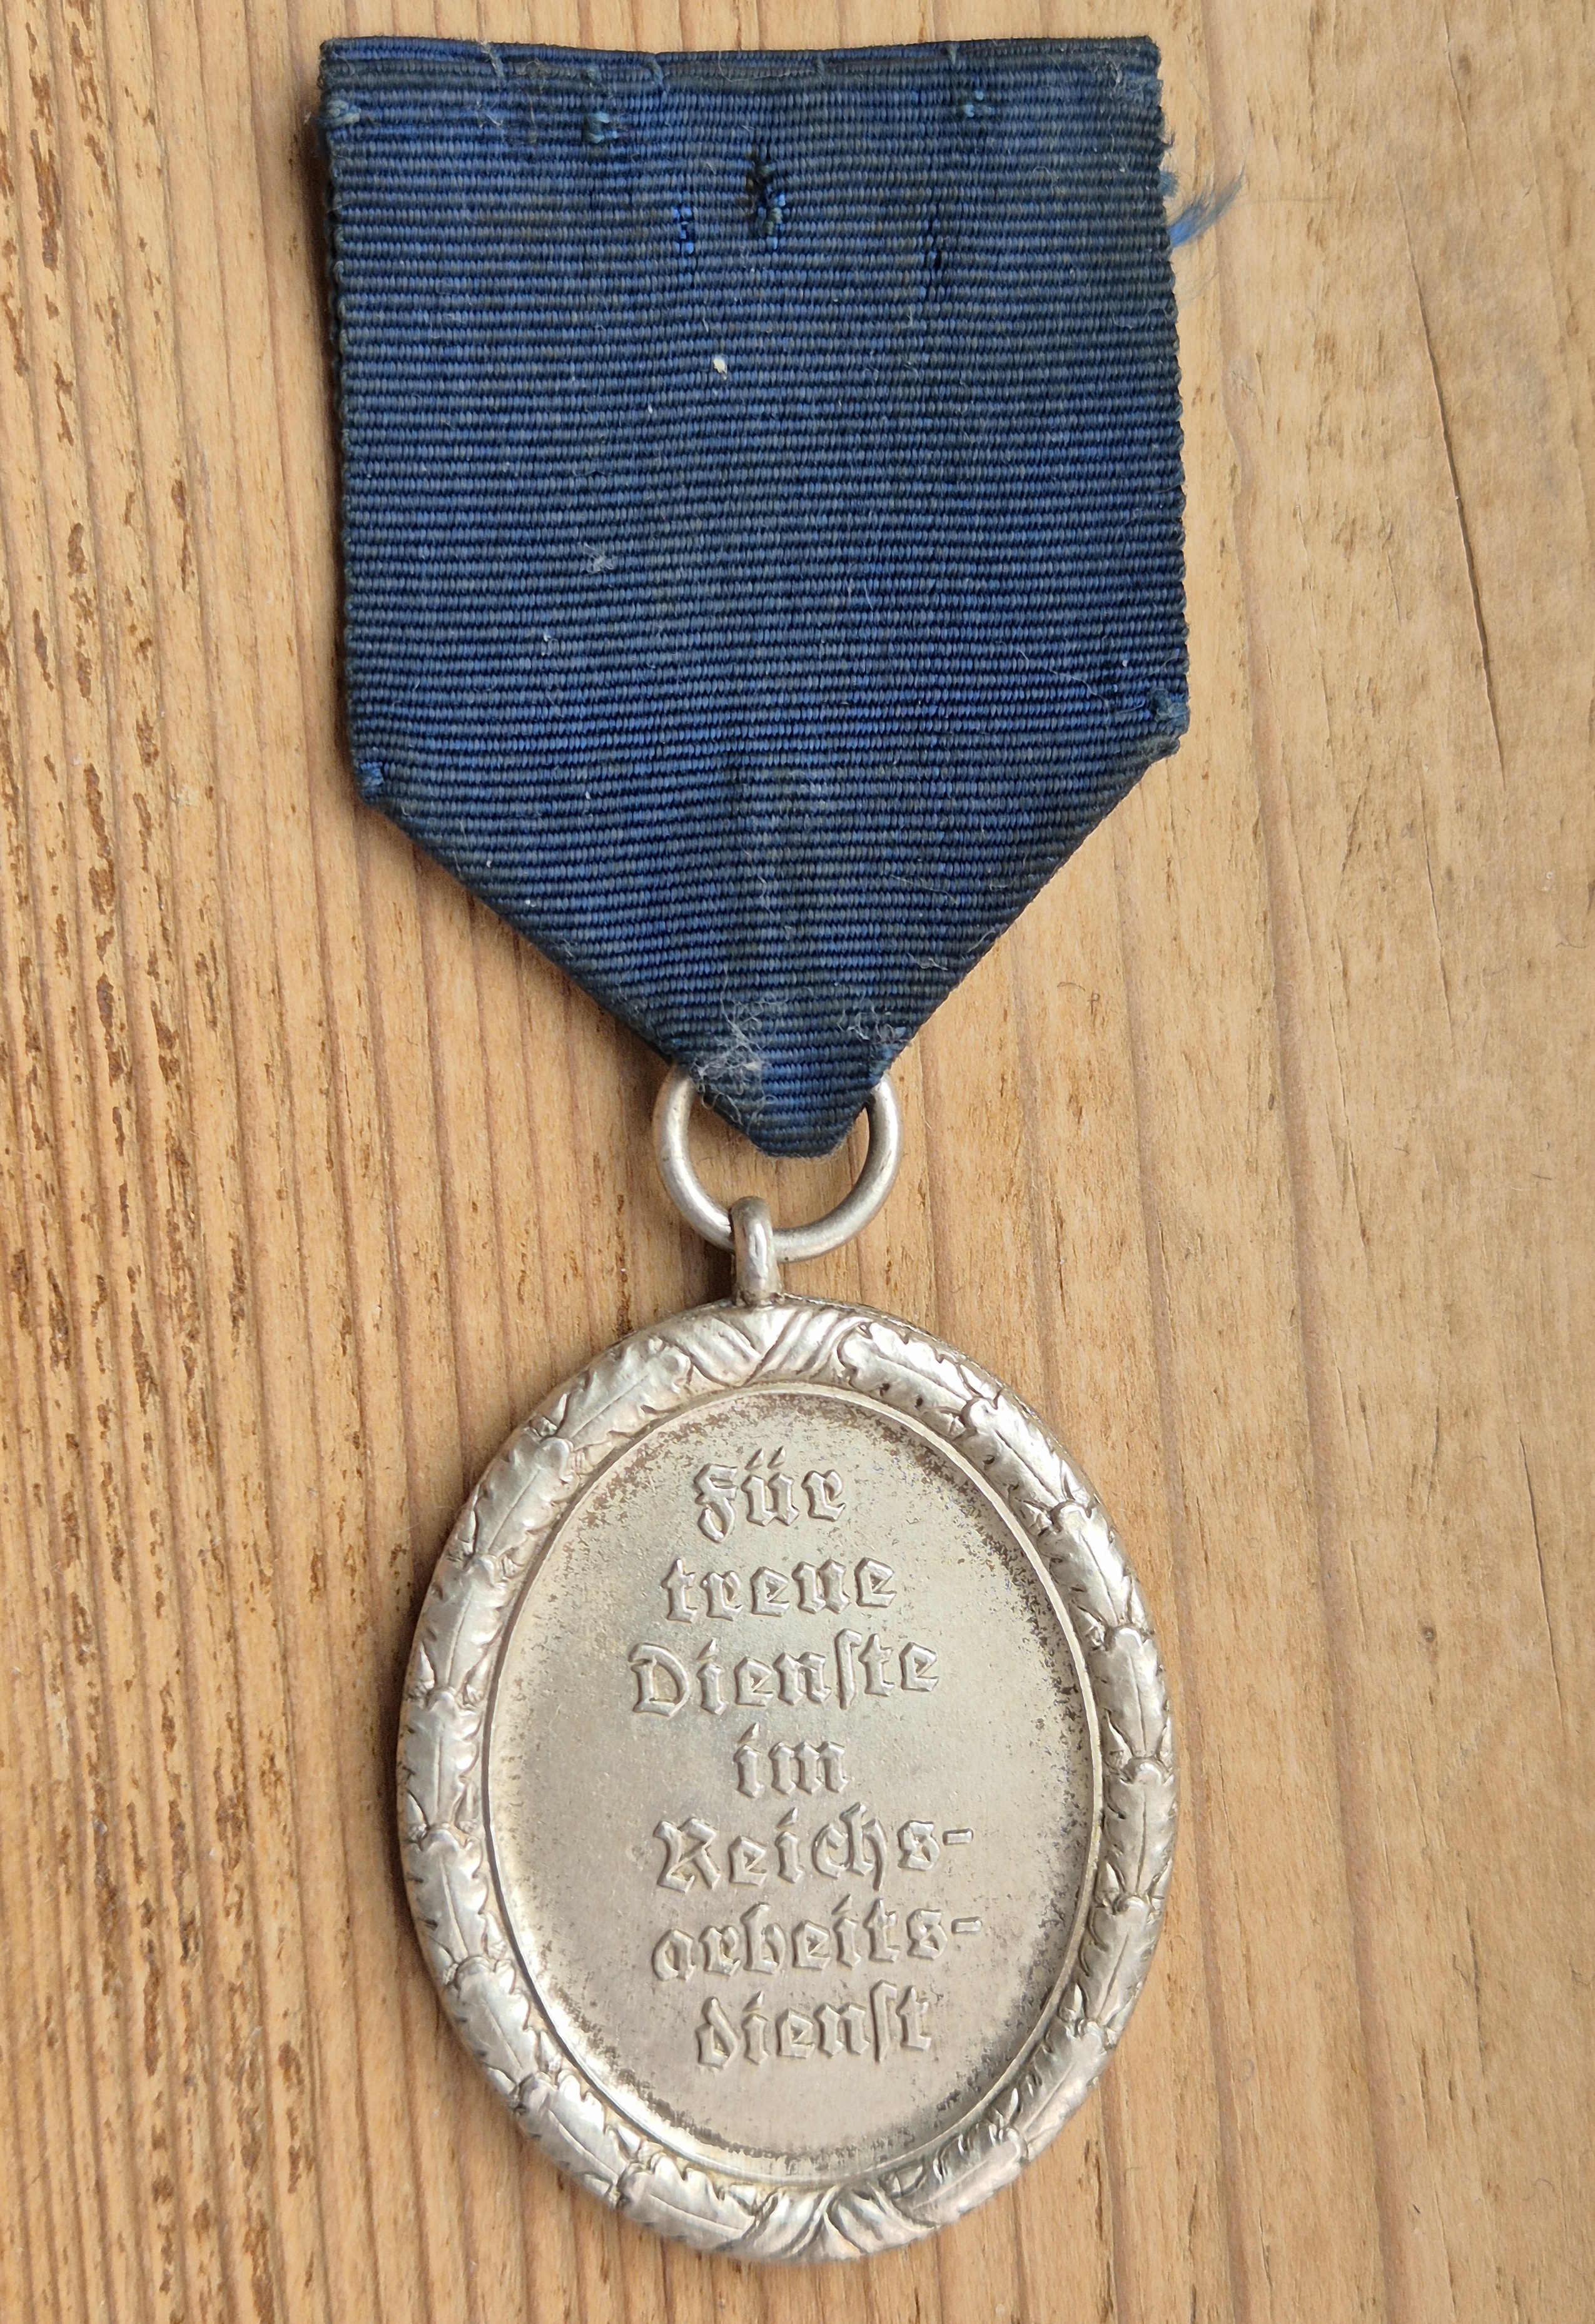 Für
treue
Dienſte
im
Reichs-
arbeits-
dienſt